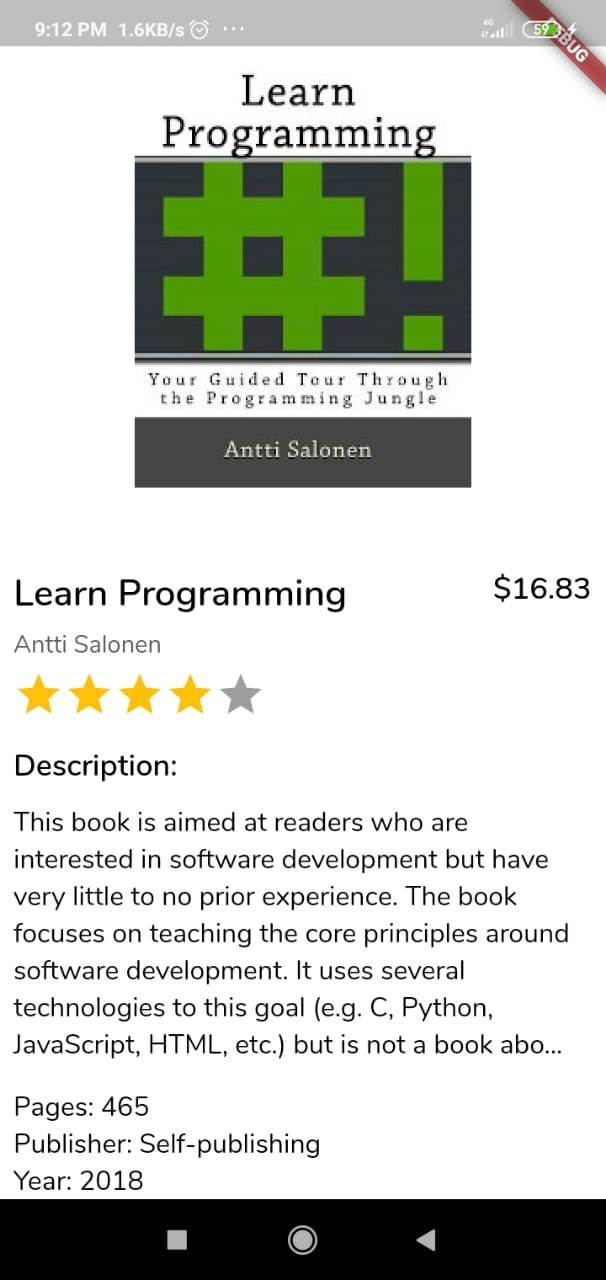 9:12 PM 1.6KB/s ...
4G
59
DEBUG
Learn
Programming
#!
Your Guided Tour Through
the Programming Jungle
Antti Salonen
Learn Programming
$16.83
Antti Salonen
Description:
This book is aimed at readers who are
interested in software development but have
very little to no prior experience. The book
focuses on teaching the core principles around
software development. It uses several
technologies to this goal (e.g. C, Python,
JavaScript, HTML, etc.) but is not a book abo...
Pages: 465
Publisher: Self-publishing
Year: 2018